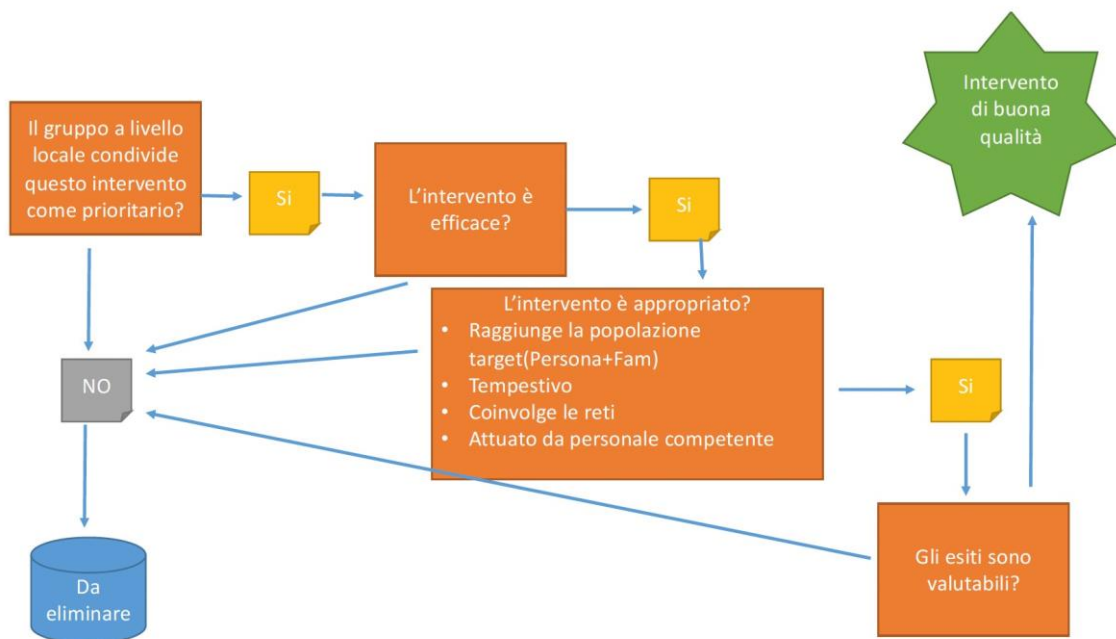 Il gruppo a livello
locale condivide
questo intervento
come prioritario?
Si
L'intervento è
efficace?
Si
Intervento
di buona
qualità
L'intervento è appropriato?
• Raggiunge la popolazione
target(Persona+Fam)
• Tempestivo
• Coinvolge le reti
• Attuato da personale competente
NO
Si
Da
eliminare
Gli esiti sono
valutabili?